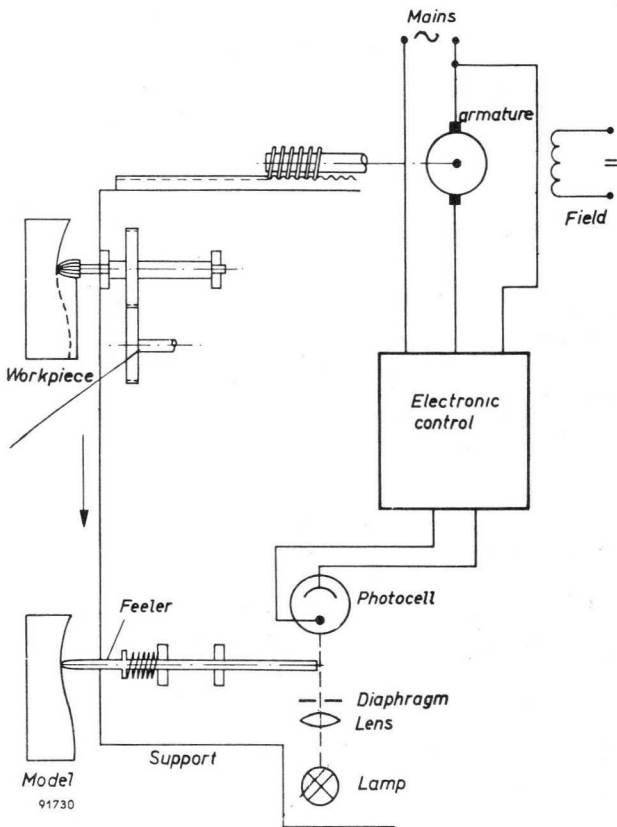 Mains
~
armature
=
Field
Workpiece
Electronic
control
Photocell
Feeler
Diaphragm
Lens
Support
Lamp
Model
91730